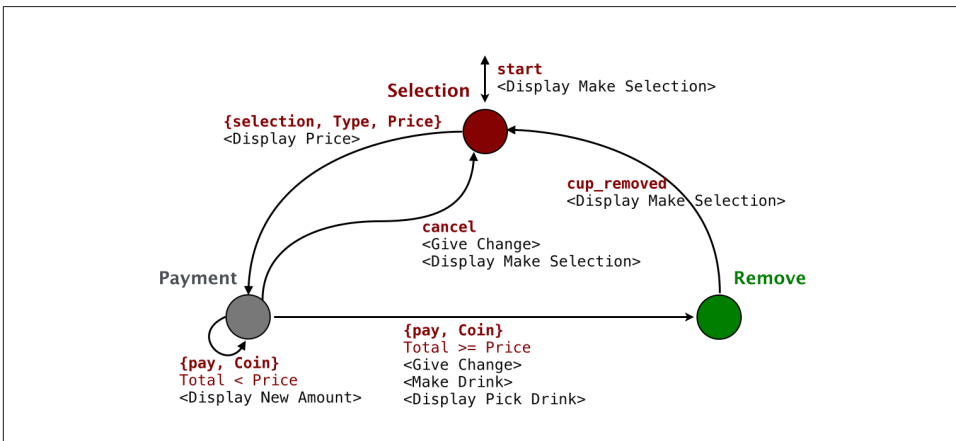 start
<Display Make Selection>
Selection
{selection, Type, Price}
<Display Price>
cup_removed
<Display Make Selection>
cancel
<Give Change>
<Display Make Selection>
Payment
Remove
{pay, Coin}
Total < Price
<Display New Amount>
{pay, Coin}
Total >= Price
<Give Change>
<Make Drink>
<Display Pick Drink>